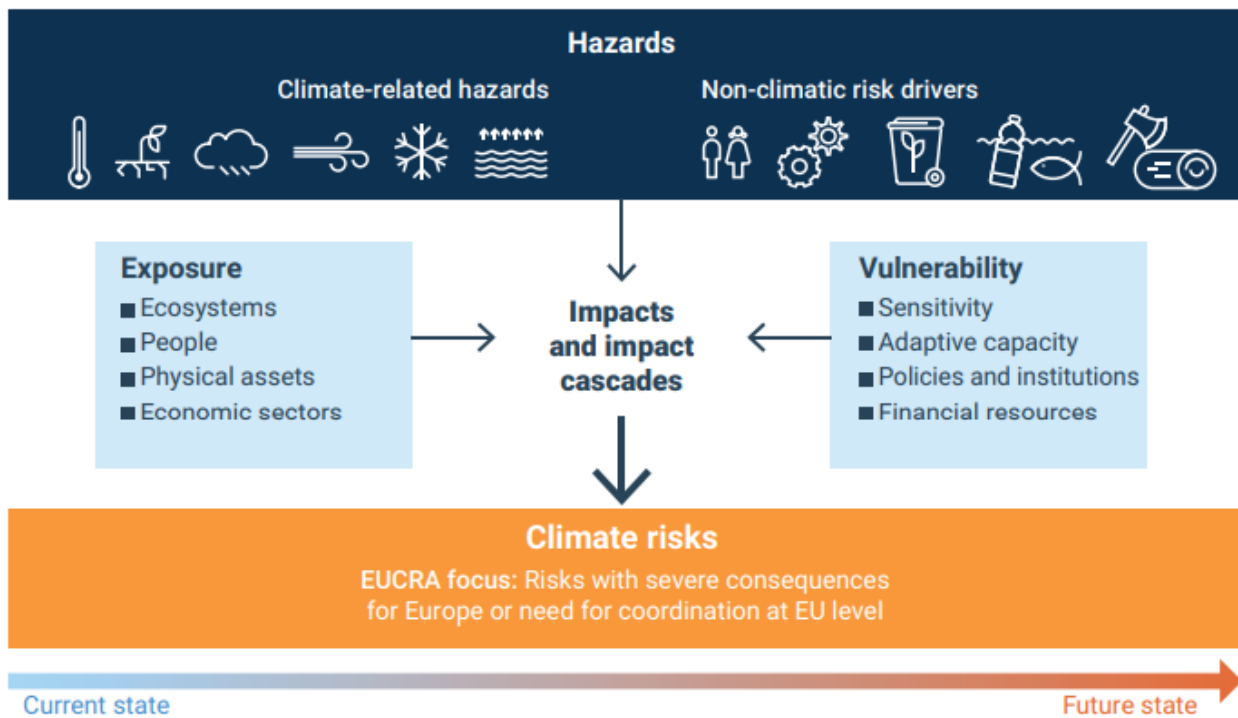 Hazards
Climate-related hazards
Non-climatic risk drivers
Exposure
Ecosystems
People
Physical assets
Economic sectors
Impacts
and impact
cascades
Vulnerability
Sensitivity
Adaptive capacity
Policies and institutions
Financial resources
Climate risks
EUCRA focus: Risks with severe consequences
for Europe or need for coordination at EU level
Current state
Future state